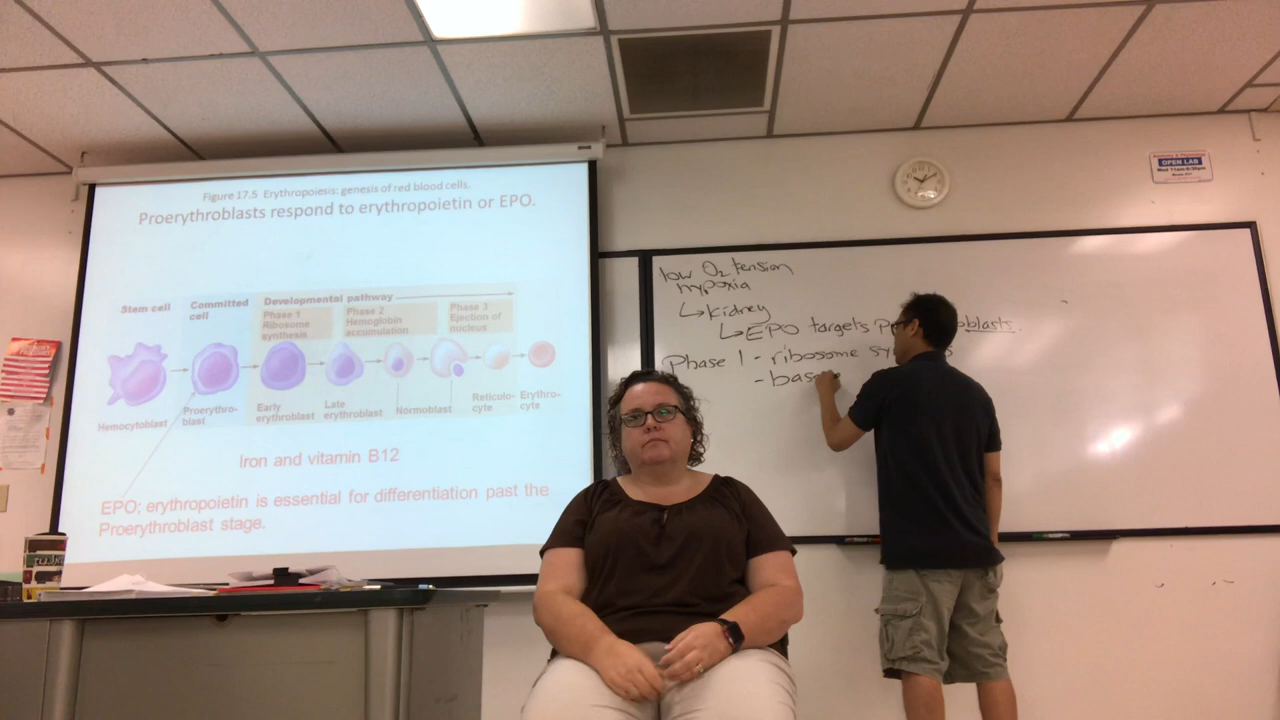 Figure 17.5 Erythropoiesis: genesis of red blood cells.
Proerythroblasts respond to erythropoietin or EPO.
Stem cell
Committed
cell
Developmental pathway
Phase 1
Ribosome
synthesis
Phase 2
Hemoglobin
accumulation
Phase 3
Ejection of
nucleus
Hemocytoblast
Proerythro-
blast
Early
erythroblast
Late
erythroblast
Normoblast
Reticulo-
cyte
Erythro-
cyte
Iron and vitamin B12
EPO; erythropoietin is essential for differentiation past the
Proerythroblast stage.
low O2 tension
hypoxia
↳ Kidney
↳ EPO targets blasts.
Phase 1 - ribosome
- bas
OPEN LAB